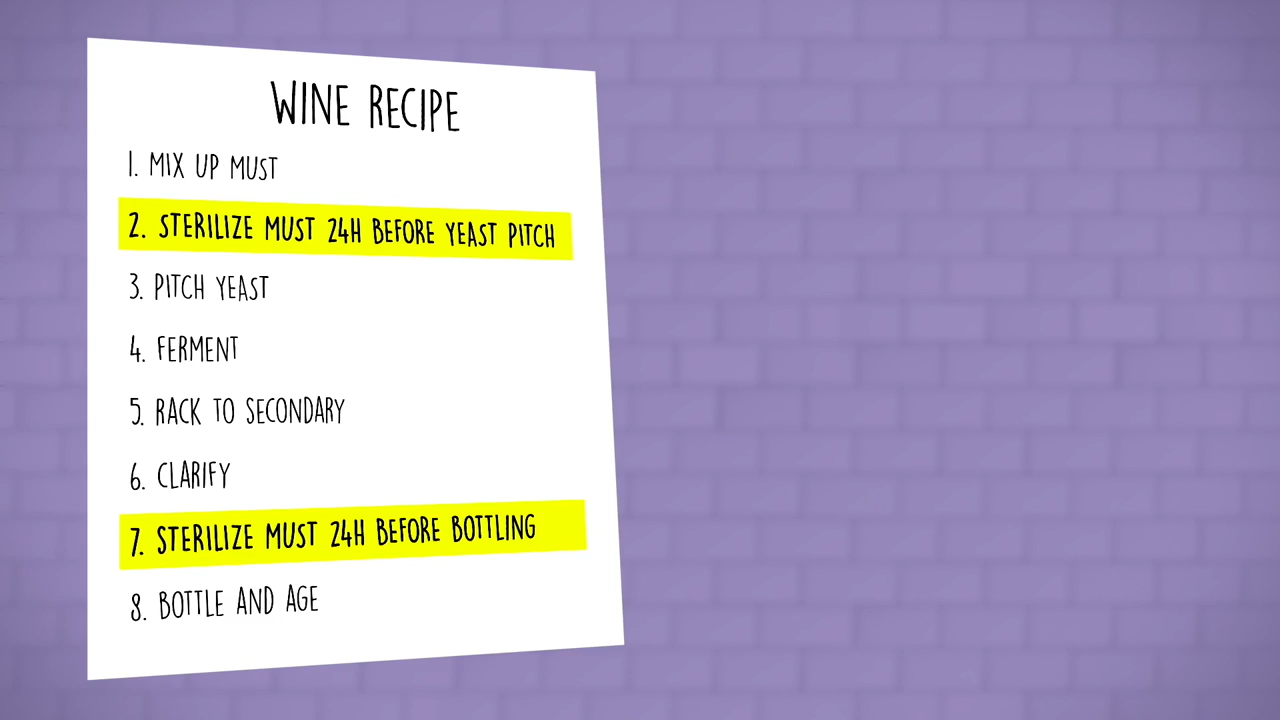 WINE RECIPE
1. MIX UP MUST
2. STERILIZE MUST 24H BEFORE YEAST PITCH
3. PITCH YEAST
4. FERMENT
5. RACK TO SECONDARY
6. CLARIFY
7. STERILIZE MUST 24H BEFORE BOTTLING
8. BOTTLE AND AGE